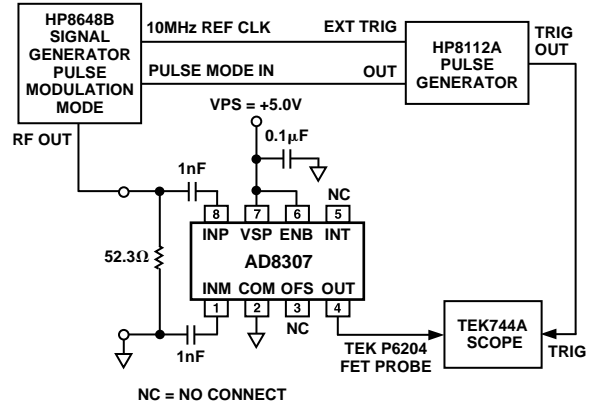 HP8648B
SIGNAL
GENERATOR
PULSE
MODULATION
MODE
10MHz REF CLK
EXT TRIG
HP8112A
PULSE
GENERATOR
TRIG
OUT
PULSE MODE IN
OUT
VPS = +5.0V
RF OUT
0.1μF
1nF
NC
8
7
6
5
INP
VSP
ENB
INT
52.3Ω
AD8307
INM
COM
OFS
OUT
1
2
3
4
NC
1nF
TEK P6204
FET PROBE
TEK744A
SCOPE
TRIG
NC = NO CONNECT